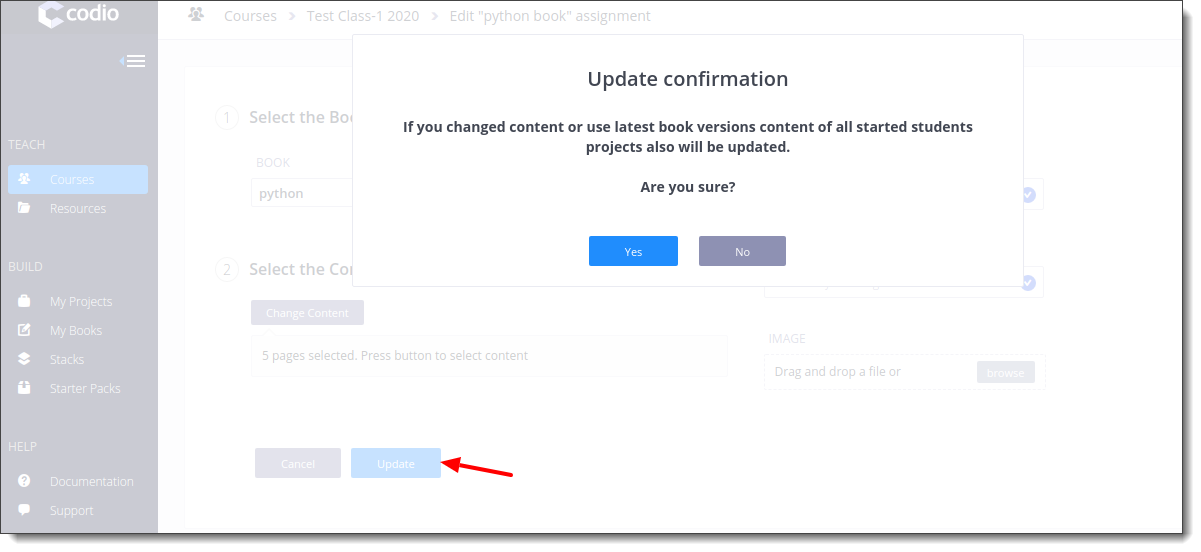 codio
Courses > Test Class-1 2020 > Edit "python book" assignment
Update confirmation
If you changed content or use latest book versions content of all started students
projects also will be updated.
Are you sure?
Yes
No
TEACH
Courses
Resources
BUILD
My Projects
My Books
Stacks
Starter Packs
HELP
Documentation
Support
1 Select the Boo
BOOK
python
2 Select the Con
Change Content
5 pages selected. Press button to select content
IMAGE
Drag and drop a file or
browse
Cancel
Update